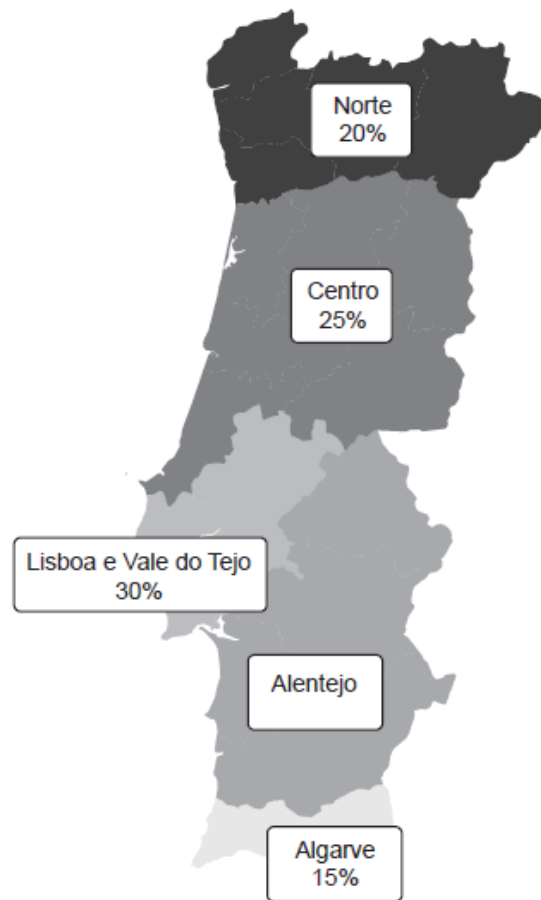 Norte
20%
Centro
25%
Lisboa e Vale do Tejo
30%
Alentejo
Algarve
15%